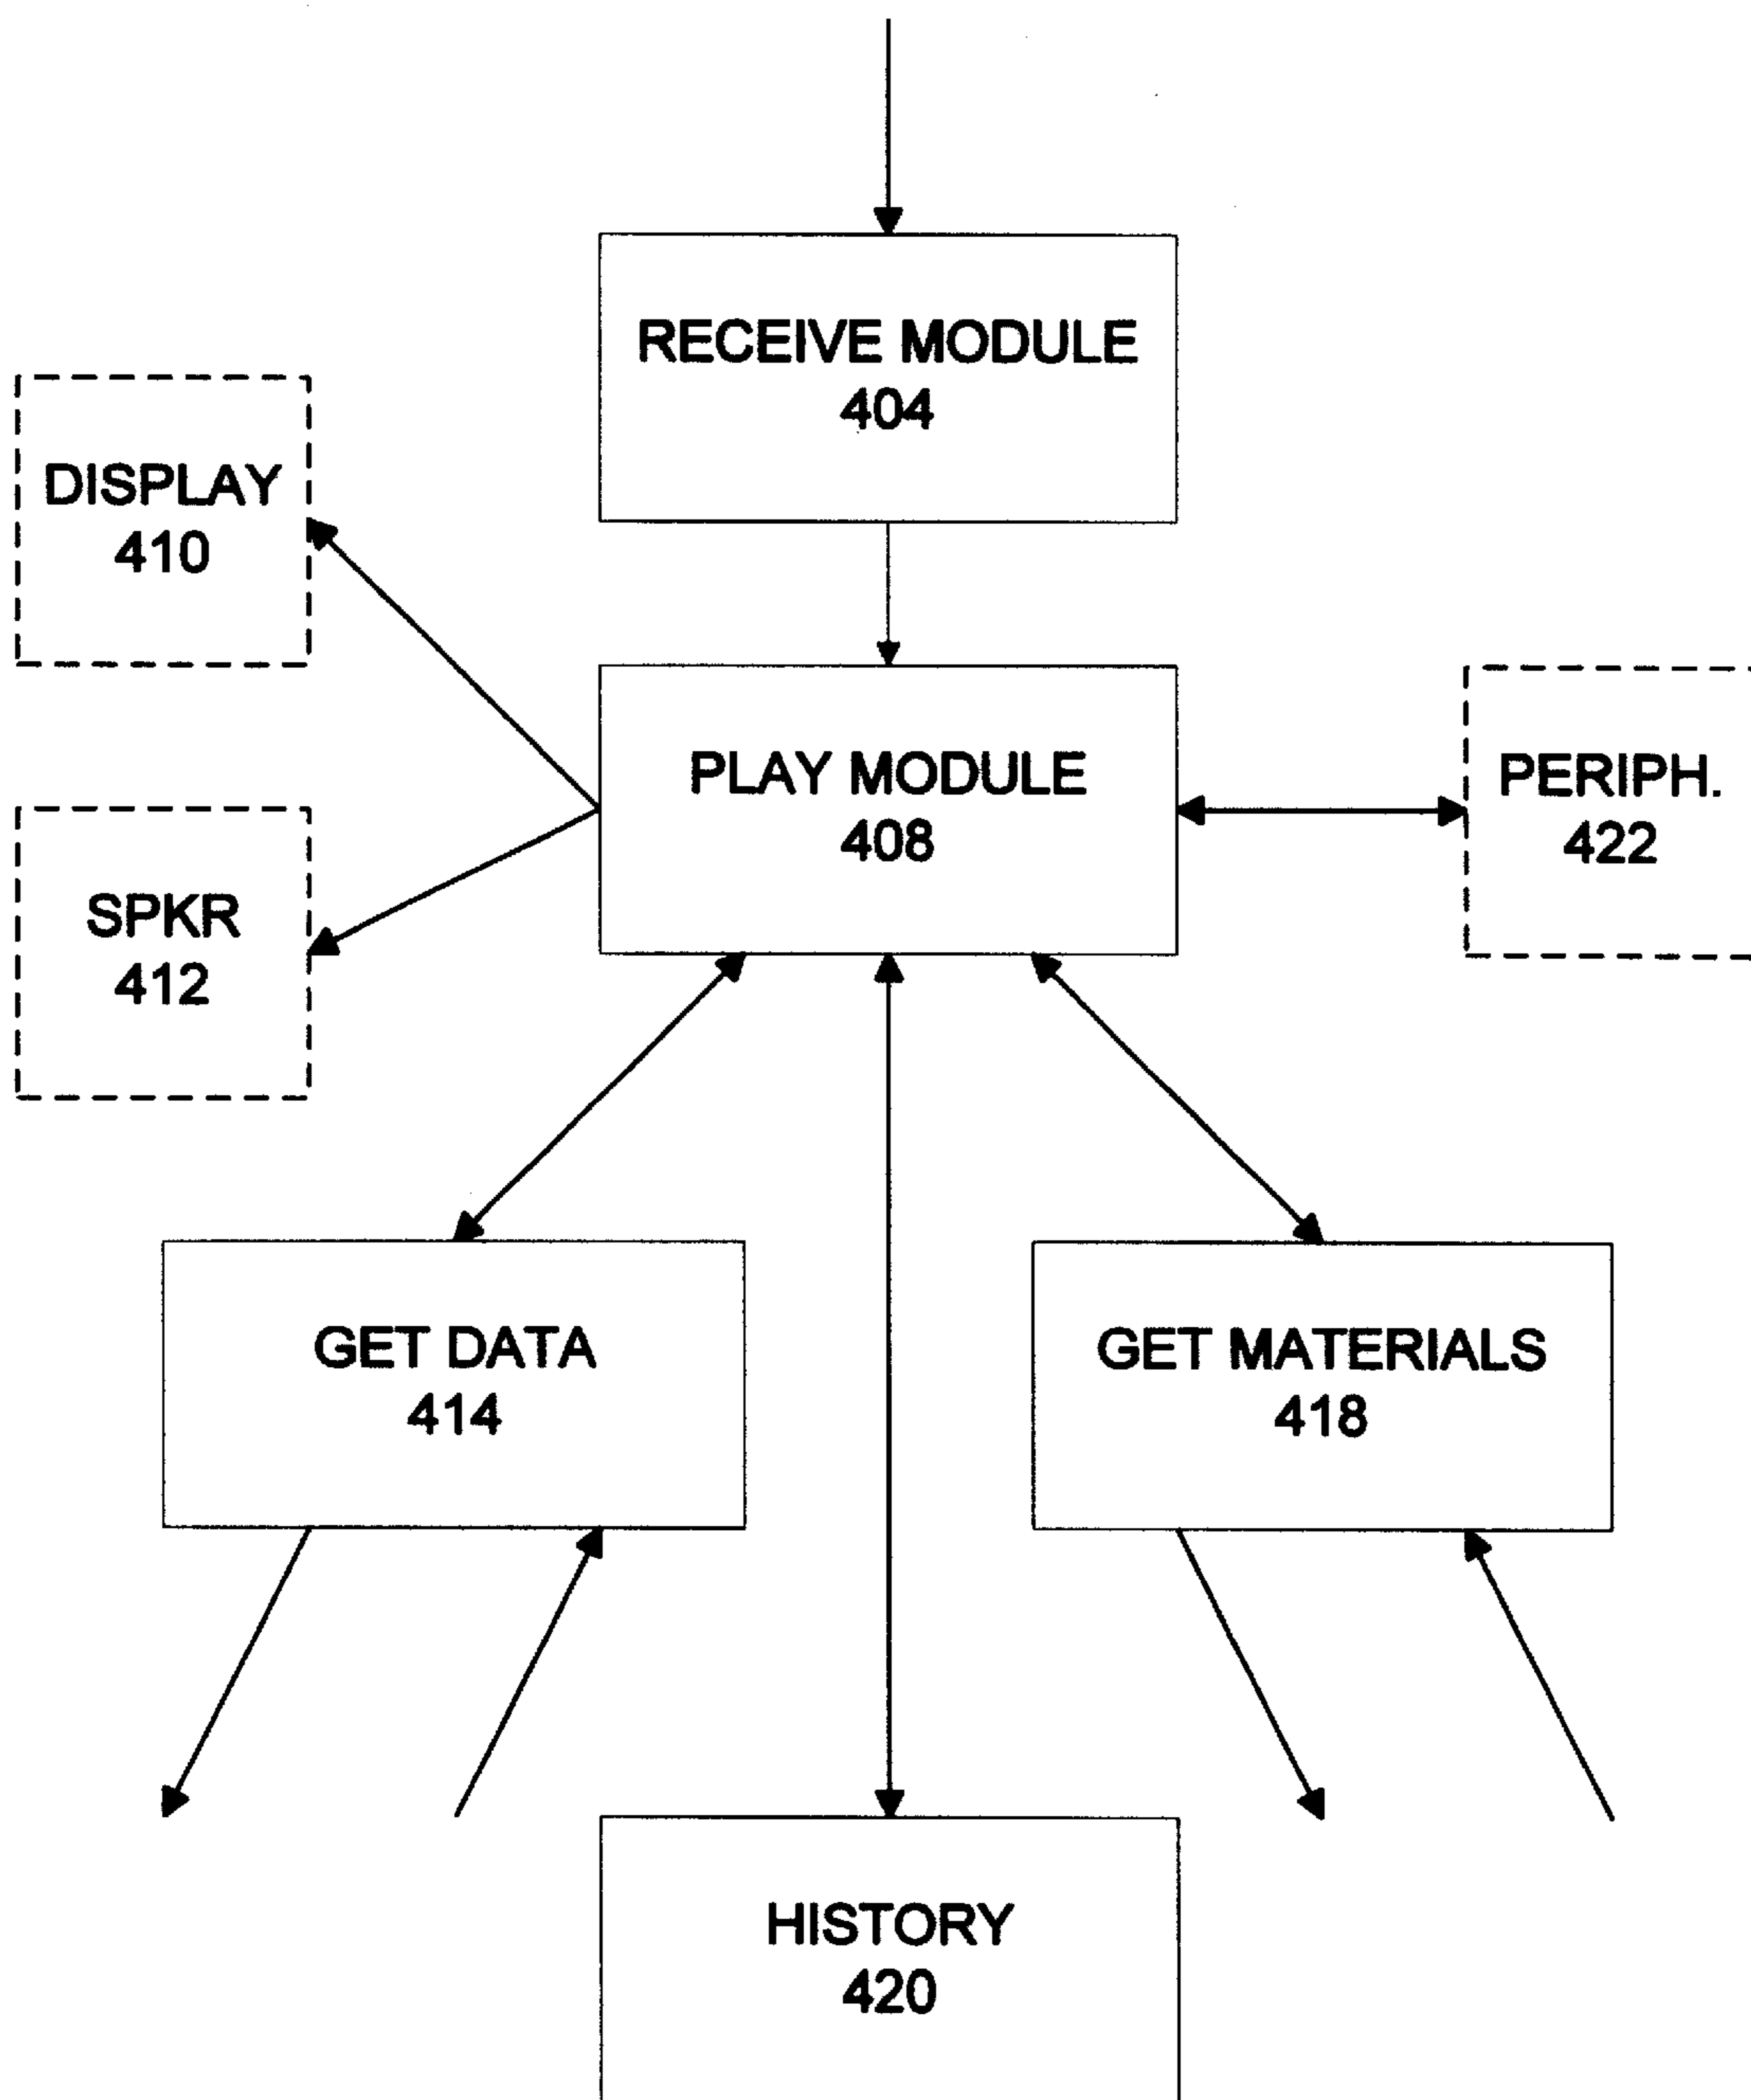 RECEIVE MODULE
404
DISPLAY
410
PLAY MODULE
408
PERIPH.
422
SPKR
412
GET DATA
414
GET MATERIALS
418
HISTORY
420